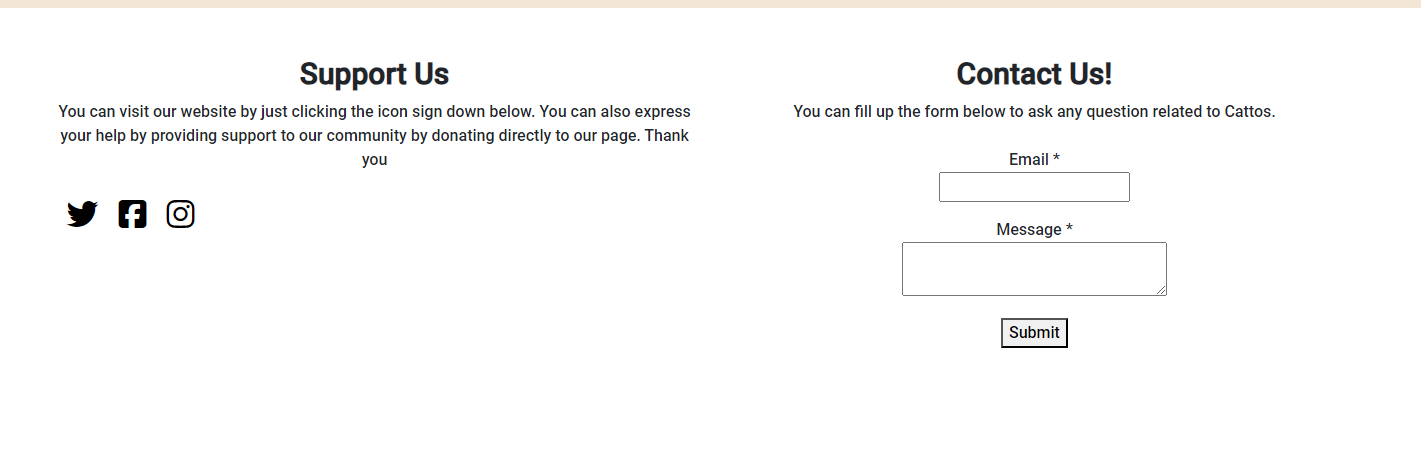 Support Us
You can visit our website by just clicking the icon sign down below. You can also express
your help by providing support to our community by donating directly to our page. Thank
you
Contact Us!
You can fill up the form below to ask any question related to Cattos.
Email *
Message *
Submit